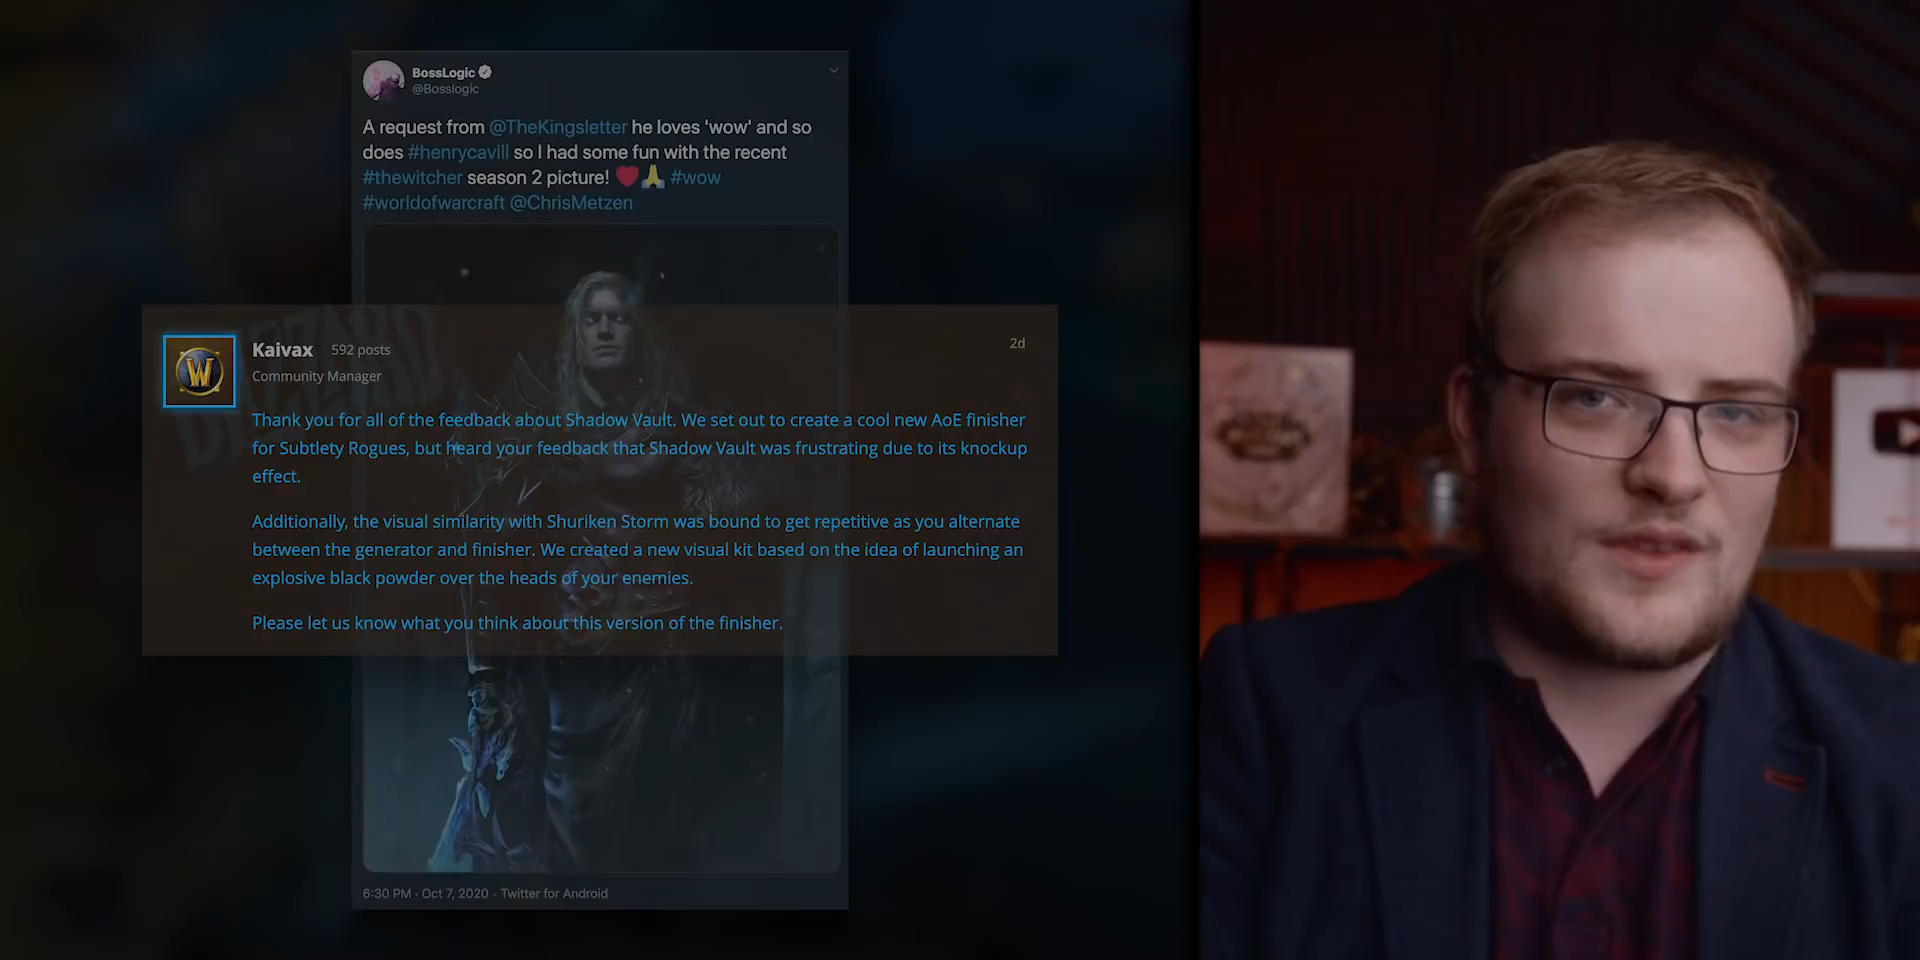 BossLogic
@Bosslogic
A request from @TheKingsletter he loves 'wow' and so
does #henrycavill so I had some fun with the recent
#thewitcher season 2 picture! ❤️🙏 #wow
#worldofwarcraft @ChrisMetzen
Kaivax 592 posts 2d
Community Manager
Thank you for all of the feedback about Shadow Vault. We set out to create a cool new AoE finisher
for Subtlety Rogues, but heard your feedback that Shadow Vault was frustrating due to its knockup
effect.
Additionally, the visual similarity with Shuriken Storm was bound to get repetitive as you alternate
between the generator and finisher. We created a new visual kit based on the idea of launching an
explosive black powder over the heads of your enemies.
Please let us know what you think about this version of the finisher.
6:30 PM · Oct 7, 2020 · Twitter for Android